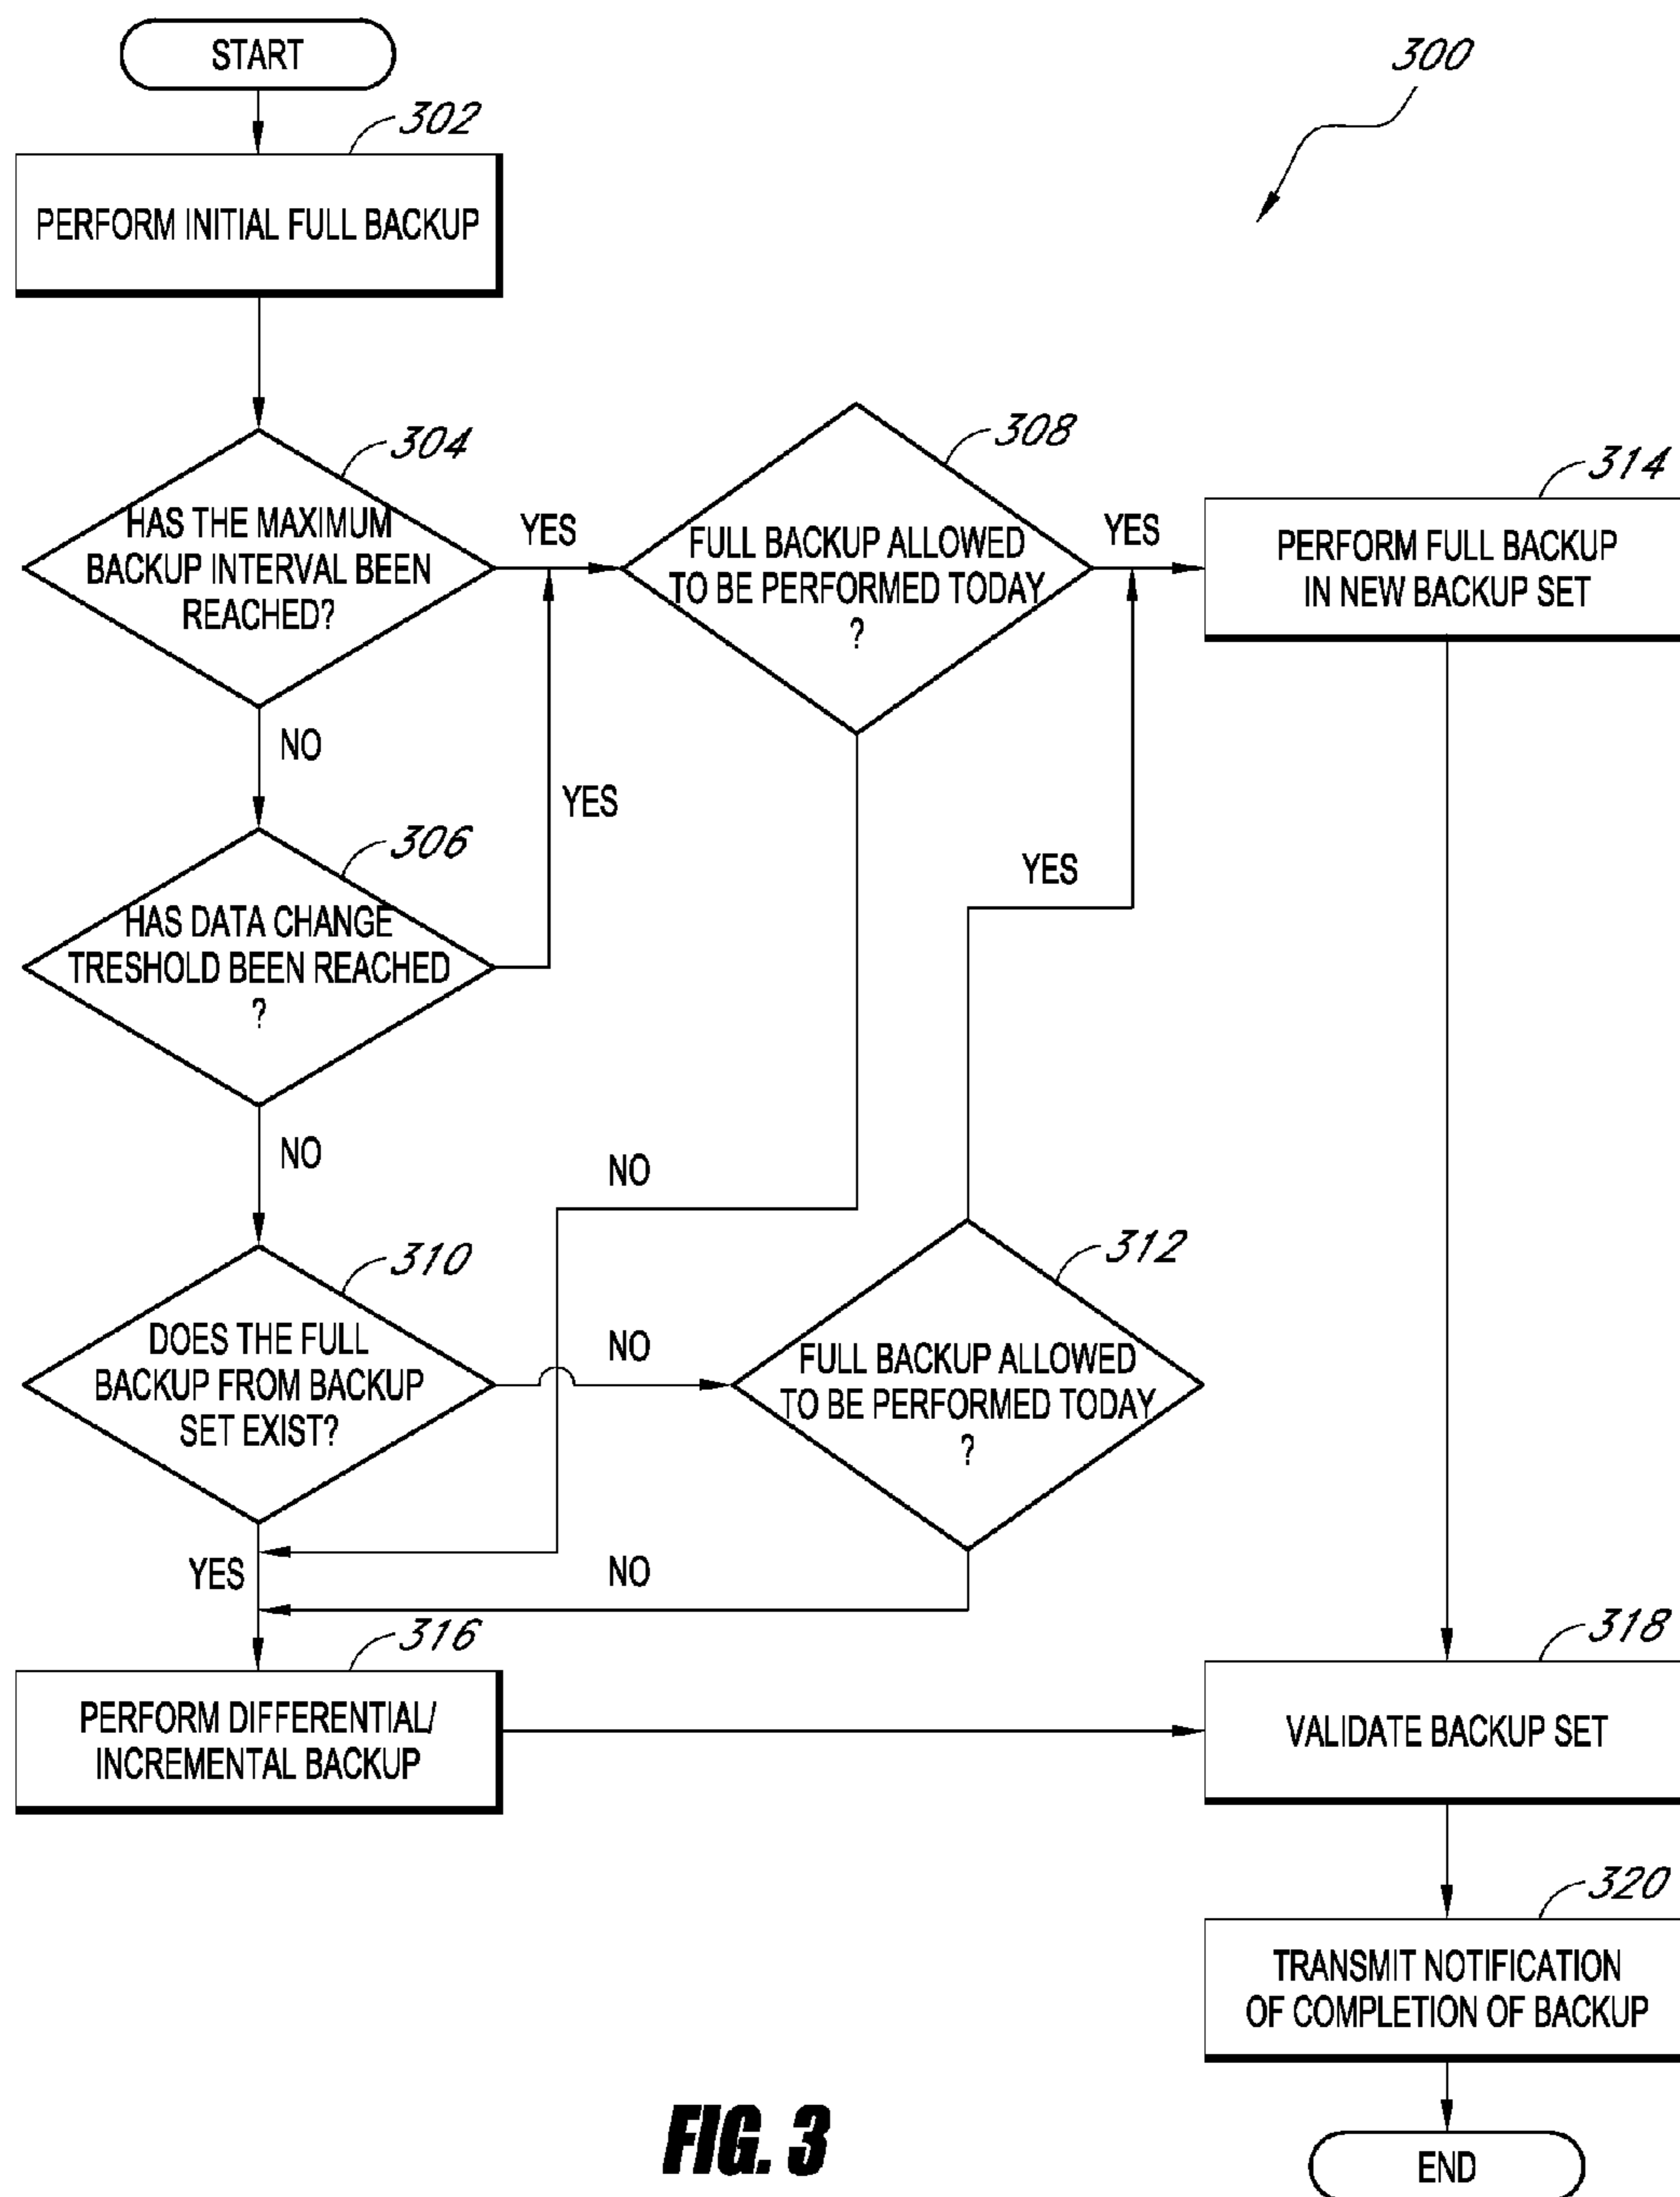 START
300
302
PERFORM INITIAL FULL BACKUP
304
HAS THE MAXIMUM
BACKUP INTERVAL BEEN
REACHED?
YES
308
FULL BACKUP ALLOWED
TO BE PERFORMED TODAY
?
YES
314
PERFORM FULL BACKUP
IN NEW BACKUP SET
NO
YES
306
HAS DATA CHANGE
TRESHOLD BEEN REACHED
?
YES
NO
NO
310
DOES THE FULL
BACKUP FROM BACKUP
SET EXIST?
NO
312
FULL BACKUP ALLOWED
TO BE PERFORMED TODAY
?
YES
NO
316
PERFORM DIFFERENTIAL/
INCREMENTAL BACKUP
318
VALIDATE BACKUP SET
320
TRANSMIT NOTIFICATION
OF COMPLETION OF BACKUP
END
FIG. 3